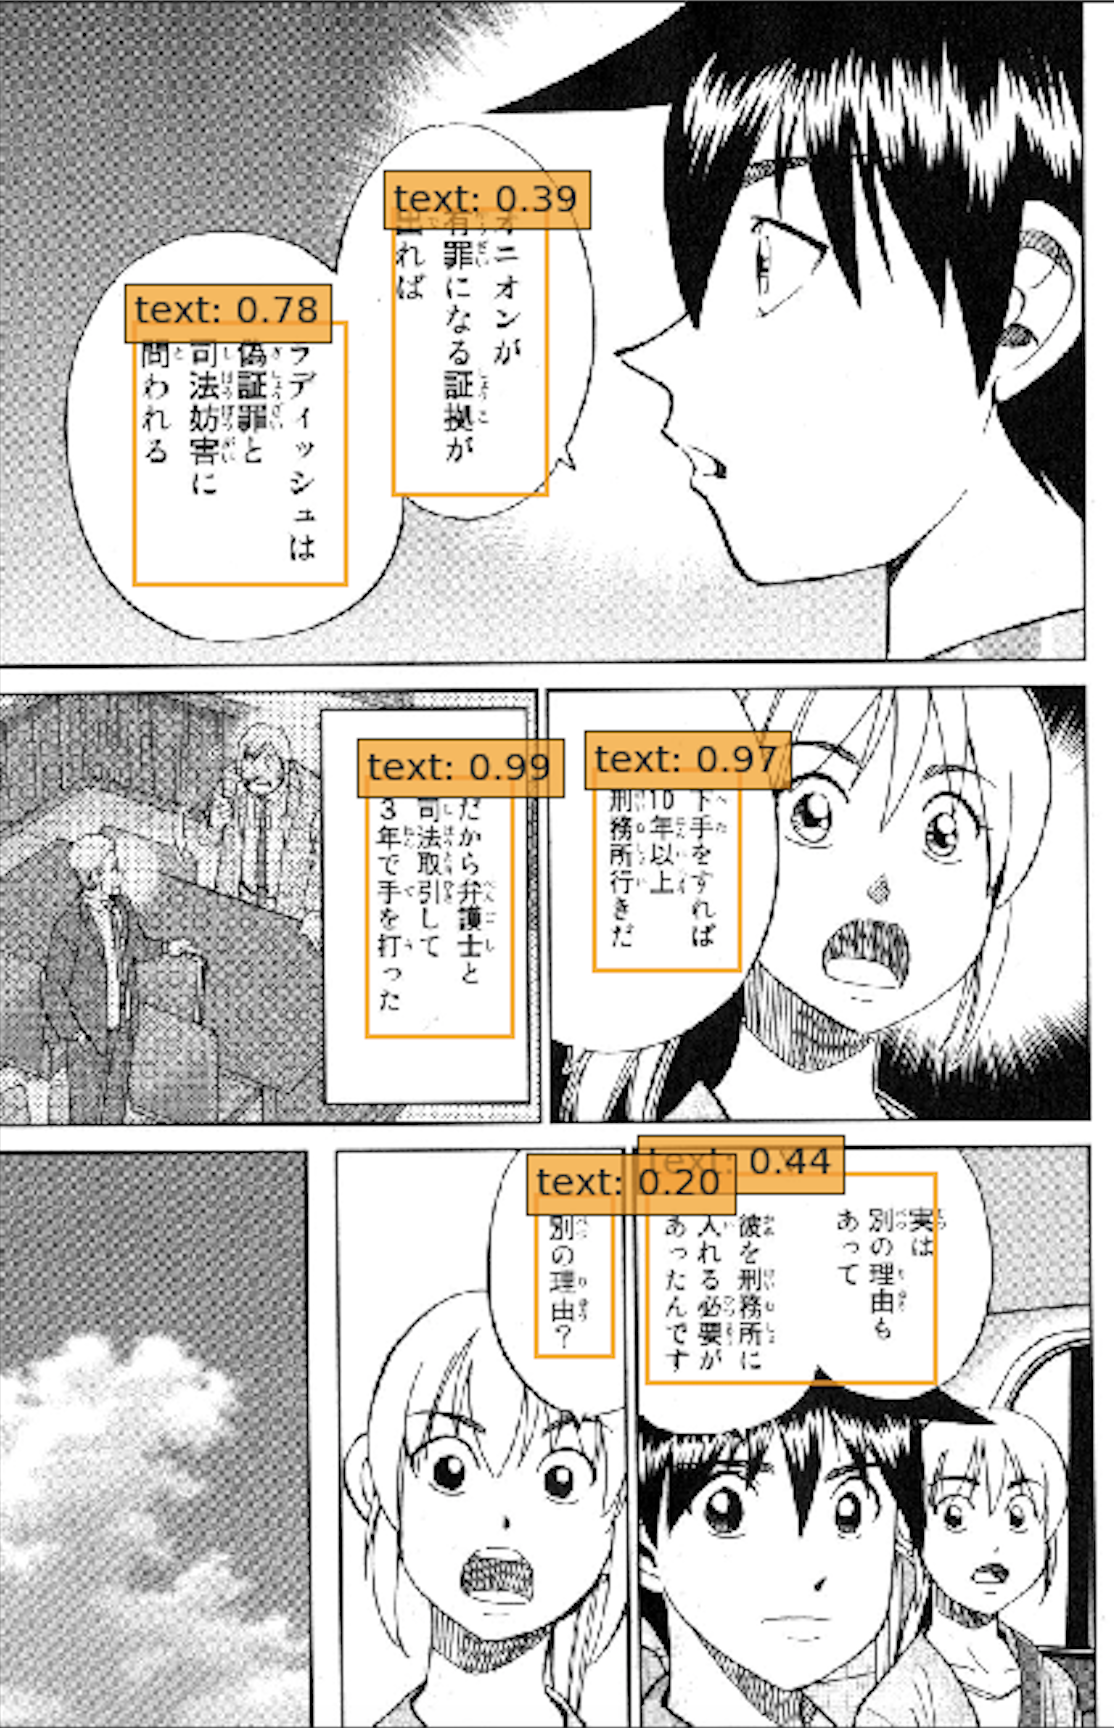 text: 0.39
オニオンが
有罪になる証拠が
出れば
text: 0.78
ラディッシュは
偽証罪と
司法妨害に
問われる
text: 0.97
下手をすれば
10年以上
刑務所行きだ
text: 0.99
だから弁護士と
司法取引して
3年で手を打った
text: 0.44
実は
別の理由も
あって
彼を刑務所に
入れる必要が
あったんです
text: 0.20
別の理由?